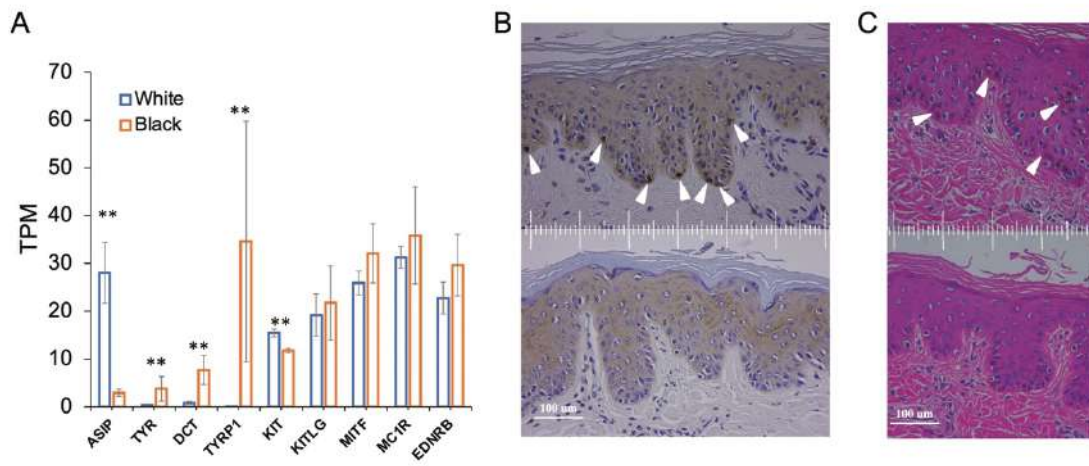 A
B
C
70
60
50
40
30
20
10
0
TPM
White
Black
**
**
**
**
**
ASIP
TYR
DCT
TYRP1
KIT
KITLG
MITF
MC1R
EDNRB
100 um
100 um